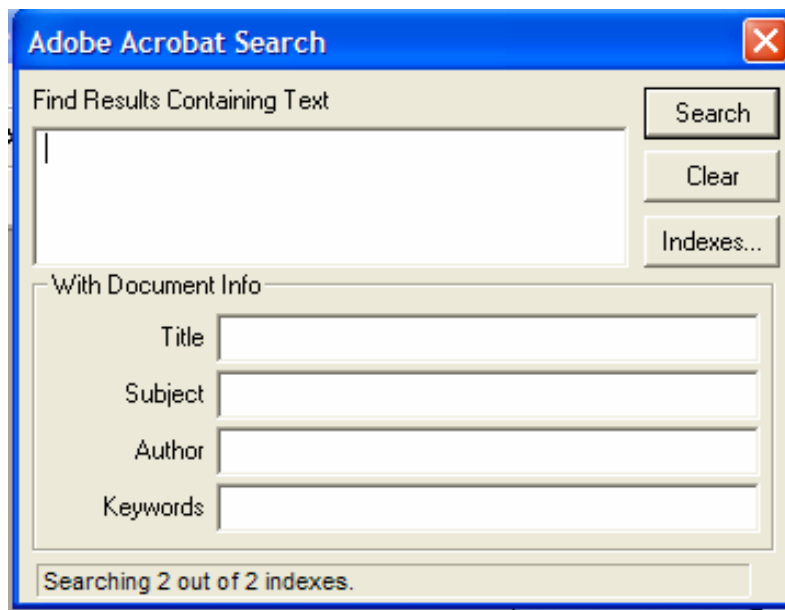 Adobe Acrobat Search
Find Results Containing Text
Search
Clear
Indexes...
With Document Info
Title
Subject
Author
Keywords
Searching 2 out of 2 indexes.